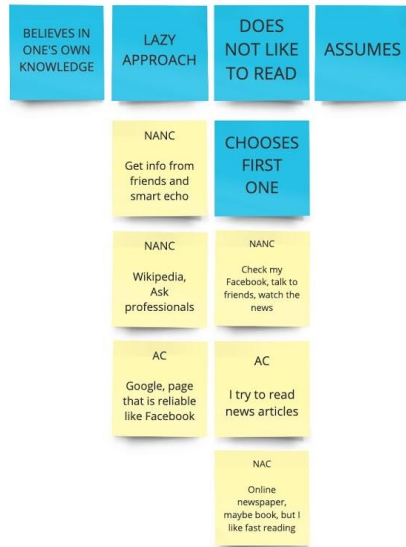 BELIEVES IN
ONE'S OWN
KNOWLEDGE
LAZY
APPROACH
DOES
NOT LIKE
TO READ
ASSUMES
NANC
Get info from
friends and
smart echo
CHOOSES
FIRST
ONE
NANC
Wikipedia,
Ask
professionals
NANC
Check my
Facebook, talk to
friends, watch the
news
AC
Google, page
that is reliable
like Facebook
AC
I try to read
news articles
NAC
Online
newspaper,
maybe book, but I
like fast reading